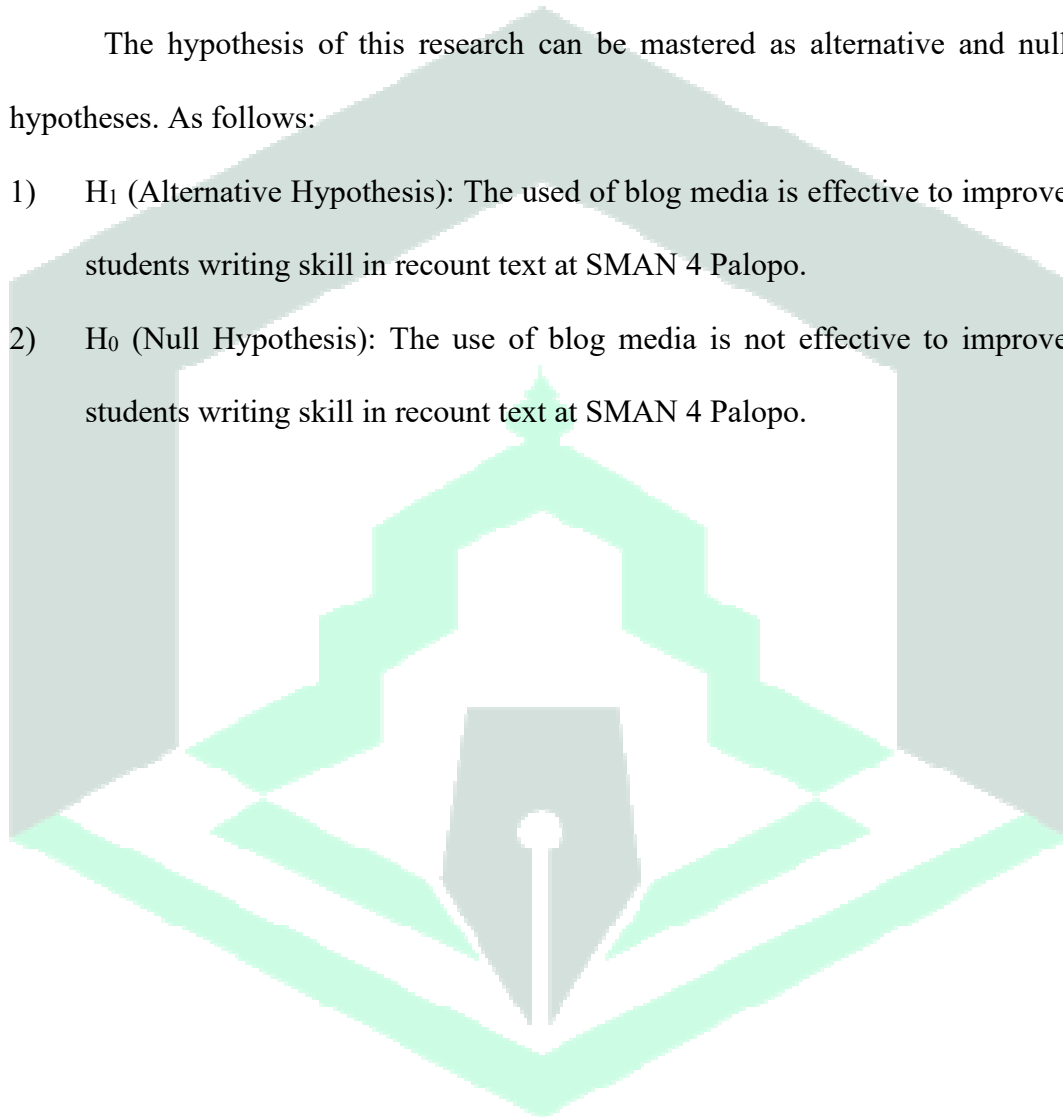 The hypothesis of this research can be mastered as alternative and null
hypotheses. As follows:
1) H₁ (Alternative Hypothesis): The used of blog media is effective to improve
students writing skill in recount text at SMAN 4 Palopo.
2) H₀ (Null Hypothesis): The use of blog media is not effective to improve
students writing skill in recount text at SMAN 4 Palopo.